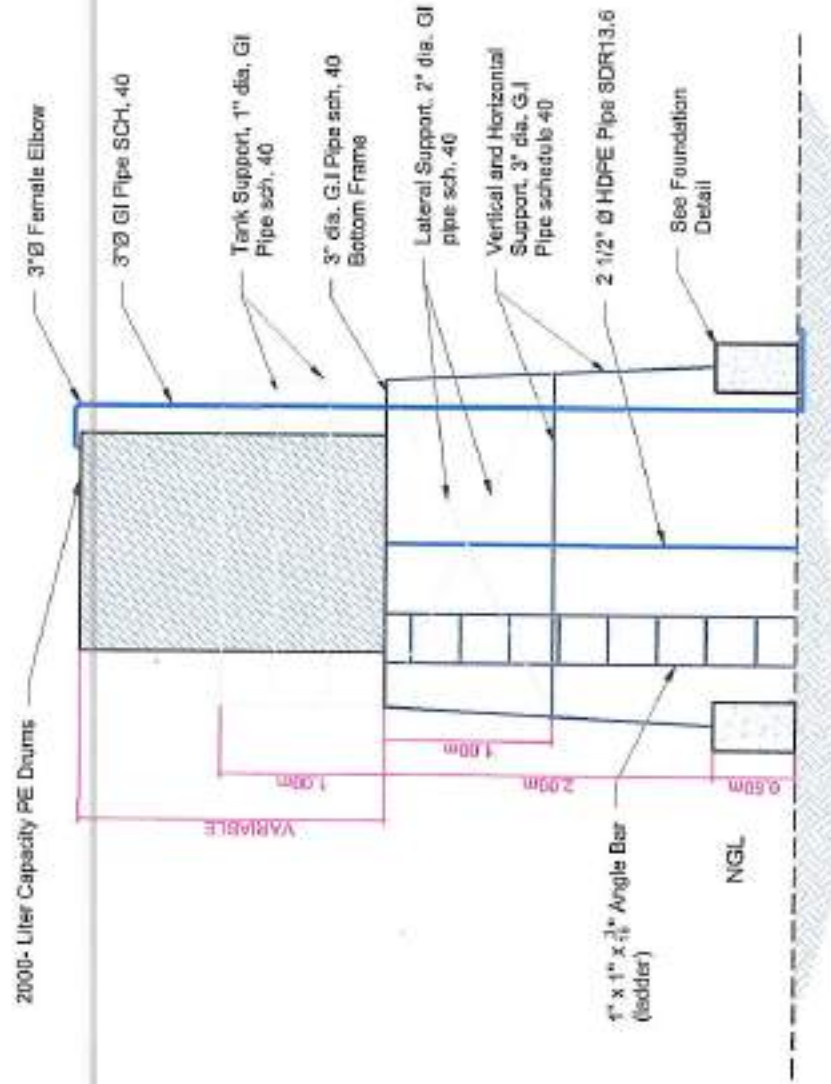 2000- Liter Capacity PE Drums
3"Ø Female Elbow
3"Ø GI Pipe SCH. 40
Tank Support, 1" dia. GI
Pipe sch. 40
3" dia. G.I Pipe sch. 40
Bottom Frame
Lateral Support, 2" dia. GI
pipe sch. 40
Vertical and Horizontal
Support, 3" dia. G.I
Pipe schedule 40
2 1/2" Ø HDPE Pipe SDR13.6
See Foundation
Detail
VARIABLE
1.00m
1.00m
2.00m
0.60m
1" x 1" x 3/16" Angle Bar
(ladder)
NGL